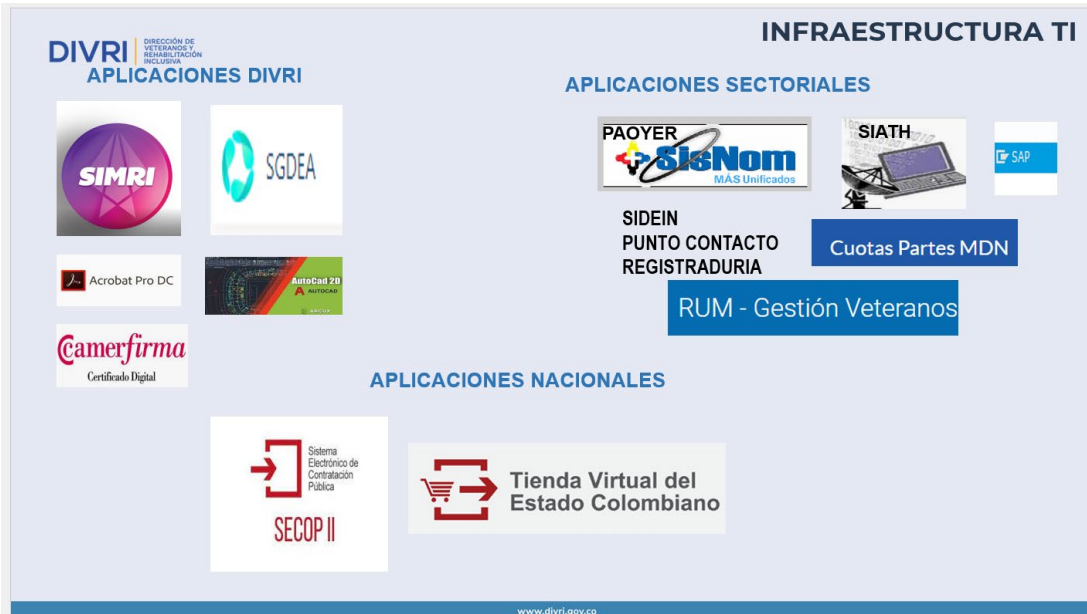 INFRAESTRUCTURA TI
DIVRI
DIRECCIÓN DE
VETERANOS Y
REHABILITACIÓN
INCLUSIVA
APLICACIONES DIVRI
SIMRI
SGDEA
Acrobat Pro DC
AutoCad 2D
AUTOCAD
Camerfirma
Certificado Digital
APLICACIONES SECTORIALES
PAOYER
SisNom
MÁS Unificados
SIATH
SAP
SIDEIN
PUNTO CONTACTO
REGISTRADURIA
Cuotas Partes MDN
RUM - Gestión Veteranos
APLICACIONES NACIONALES
Sistema
Electrónico de
Contratación
Pública
SECOP II
Tienda Virtual del
Estado Colombiano
www.divri.gov.co